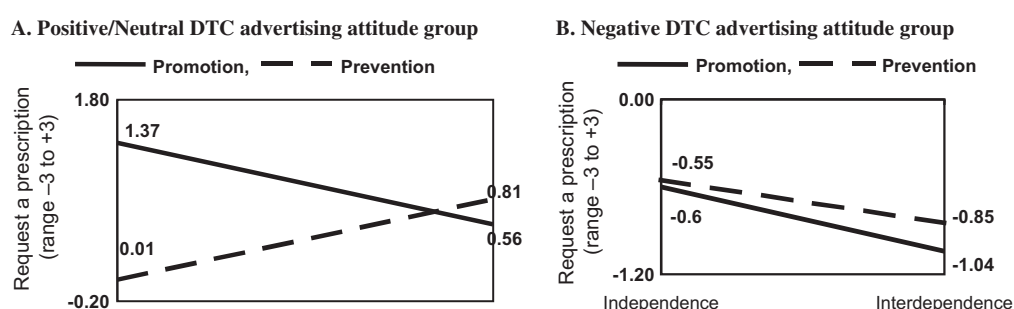 A. Positive/Neutral DTC advertising attitude group
Promotion, Prevention
Request a prescription
(range –3 to +3)
1.80
1.37
0.81
0.01
0.56
-0.20
B. Negative DTC advertising attitude group
Promotion, Prevention
Request a prescription
(range –3 to +3)
0.00
-0.55
-0.6
-0.85
-1.04
-1.20
Independence Interdependence